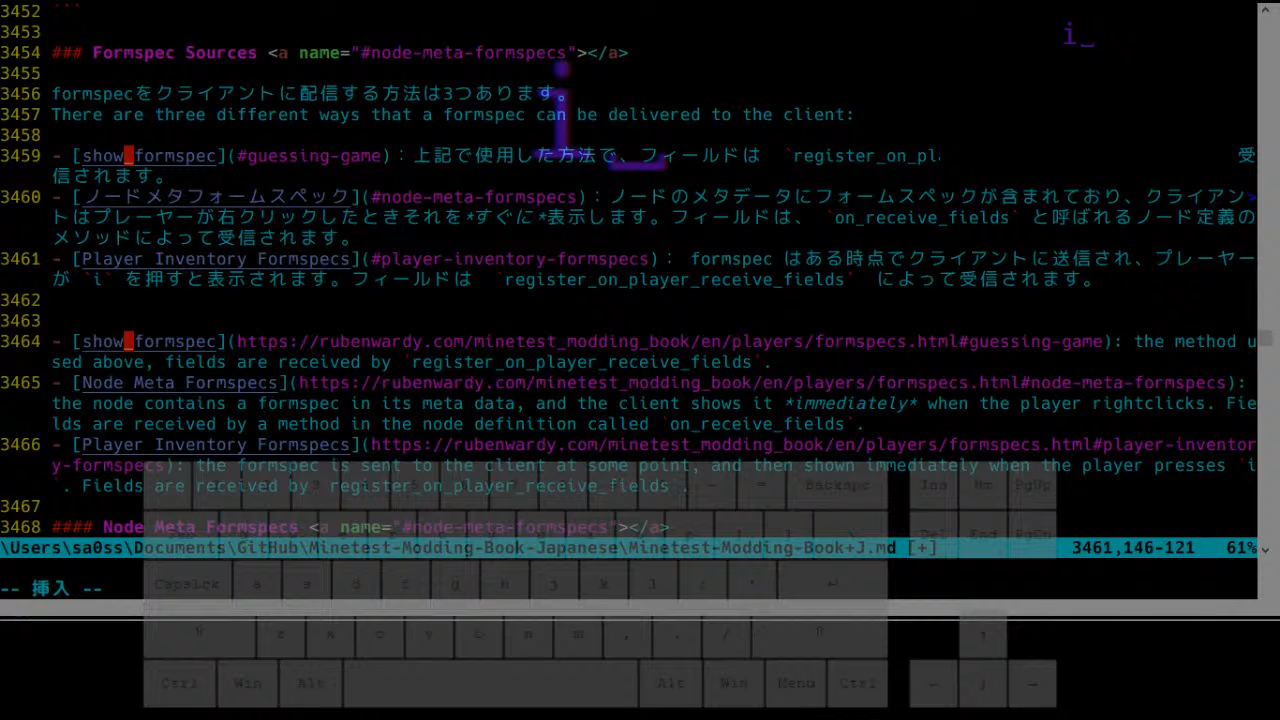 3452 ```
3453
3454 ### Formspec Sources <a name="#node-meta-formspecs"></a>
3455
3456 formspecをクライアントに配信する方法は3つあります。
3457 There are three different ways that a formspec can be delivered to the client:
3458
3459 - [show_formspec](#guessing-game): 上記で使用した方法で、フィールドは `register_on_pl 受
信されます。
3460 - [ノードメタフォームスペック](#node-meta-formspecs): ノードのメタデータにフォームスペックが含まれており、クライアン>
トはプレーヤーが右クリックしたときそれを*すぐに*表示します。フィールドは、 `on_receive_fields` と呼ばれるノード定義の
メソッドによって受信されます。
3461 - [Player Inventory Formspecs](#player-inventory-formspecs): formspec はある時点でクライアントに送信され、プレーヤー
が `i` を押すと表示されます。フィールドは `register_on_player_receive_fields` によって受信されます。
3462
3463
3464 - [show_formspec](https://rubenwardy.com/minetest_modding_book/en/players/formspecs.html#guessing-game): the method u
sed above, fields are received by `register_on_player_receive_fields`.
3465 - [Node Meta Formspecs](https://rubenwardy.com/minetest_modding_book/en/players/formspecs.html#node-meta-formspecs):
the node contains a formspec in its meta data, and the client shows it *immediately* when the player rightclicks. Fie
lds are received by a method in the node definition called `on_receive_fields`.
3466 - [Player Inventory Formspecs](https://rubenwardy.com/minetest_modding_book/en/players/formspecs.html#player-inventor
y-formspecs): the formspec is sent to the client at some point, and then shown immediately when the player presses `i
`. Fields are received by `register_on_player_receive_fields`.
3467
3468 #### Node Meta Formspecs <a name="#node-meta-formspecs"></a>
\Users\sa0ss\Documents\GitHub\Minetest-Modding-Book-Japanese\Minetest-Modding-Book+J.md [+] 3461,146-121 61%
-- 挿入 --
i_
i_
- = Backspc Ins Hm PgUp
Del End PgDn
CapsLck a s d f g h j k l ; '
z x c v b n m , . /
Ctrl Win Alt Alt Win Menu Ctrl